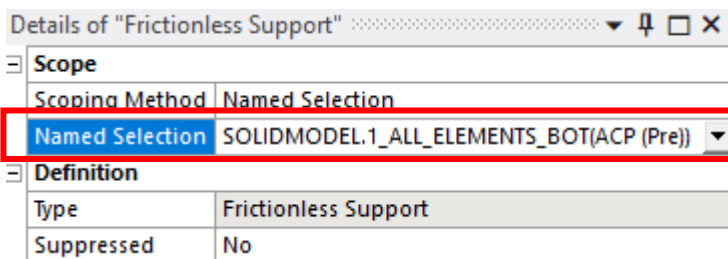 Details of "Frictionless Support"
Scope
Scoping Method Named Selection
Named Selection SOLIDMODEL.1_ALL_ELEMENTS_BOT(ACP (Pre))
Definition
Type Frictionless Support
Suppressed No